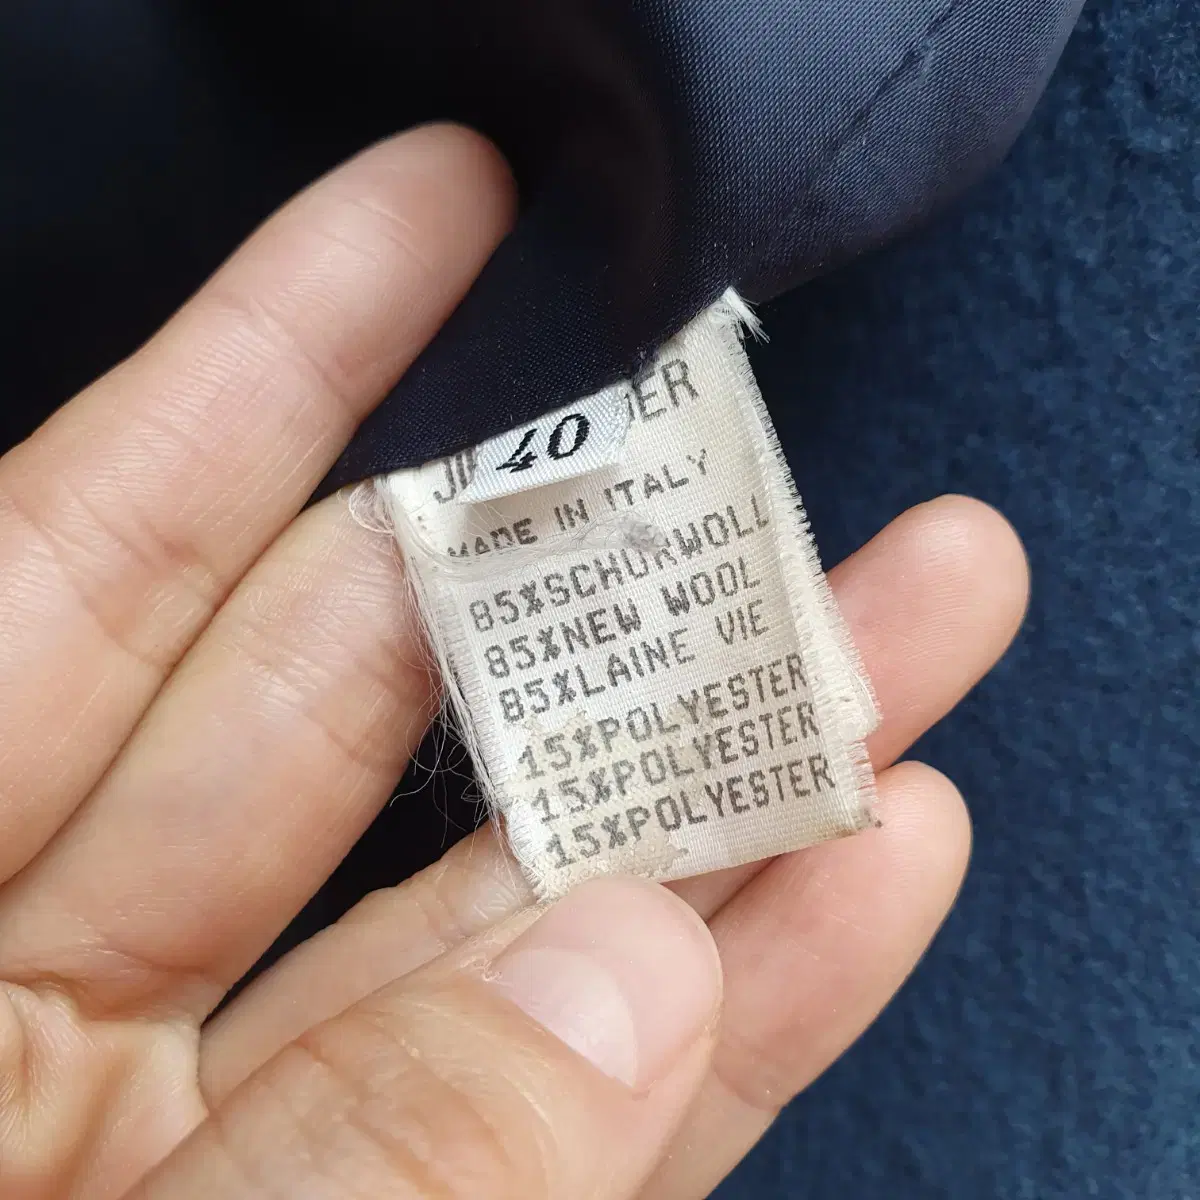 40
MADE IN ITALY
85%SCHURWOLL
85%NEW WOOL
85%LAINE VIE
15%POLYESTER
15%POLYESTER
15%POLYESTER